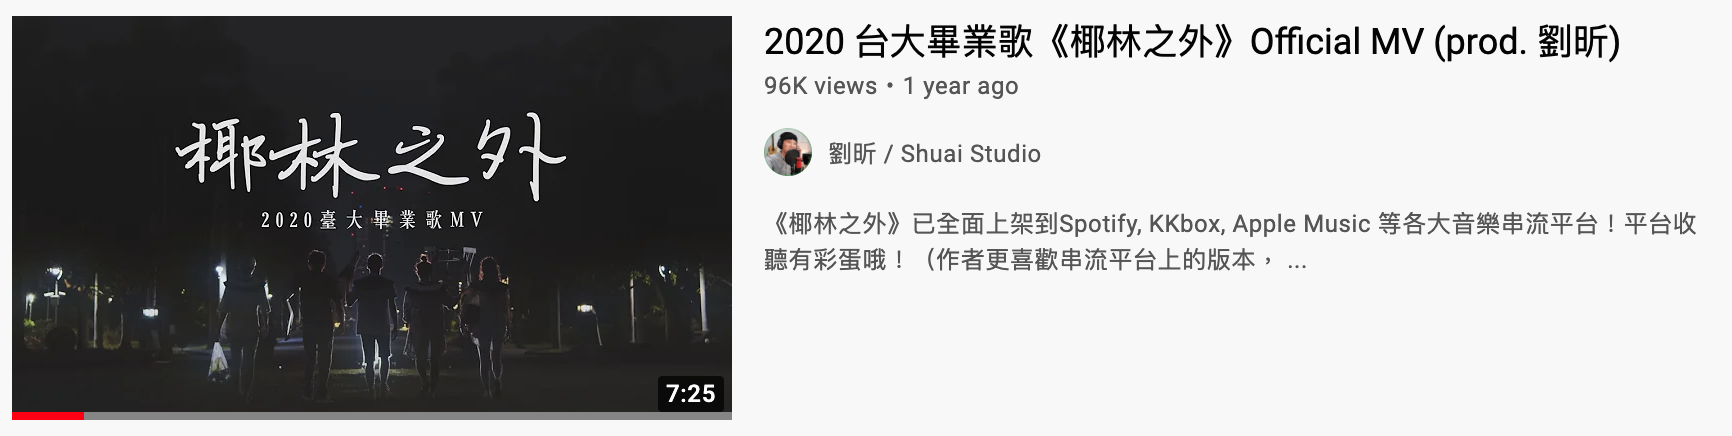 椰林之外
2020臺大畢業歌MV
7:25
2020 台大畢業歌《椰林之外》Official MV (prod. 劉昕)
96K views • 1 year ago
劉昕 / Shuai Studio
《椰林之外》已全面上架到Spotify, KKbox, Apple Music 等各大音樂串流平台！平台收
聽有彩蛋哦！（作者更喜歡串流平台上的版本， ...